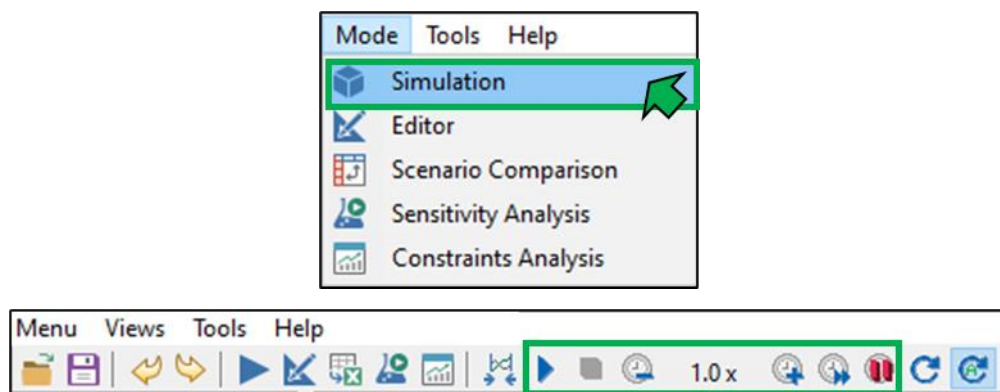 Mode Tools Help
Simulation
Editor
Scenario Comparison
Sensitivity Analysis
Constraints Analysis
Menu Views Tools Help
1.0 x